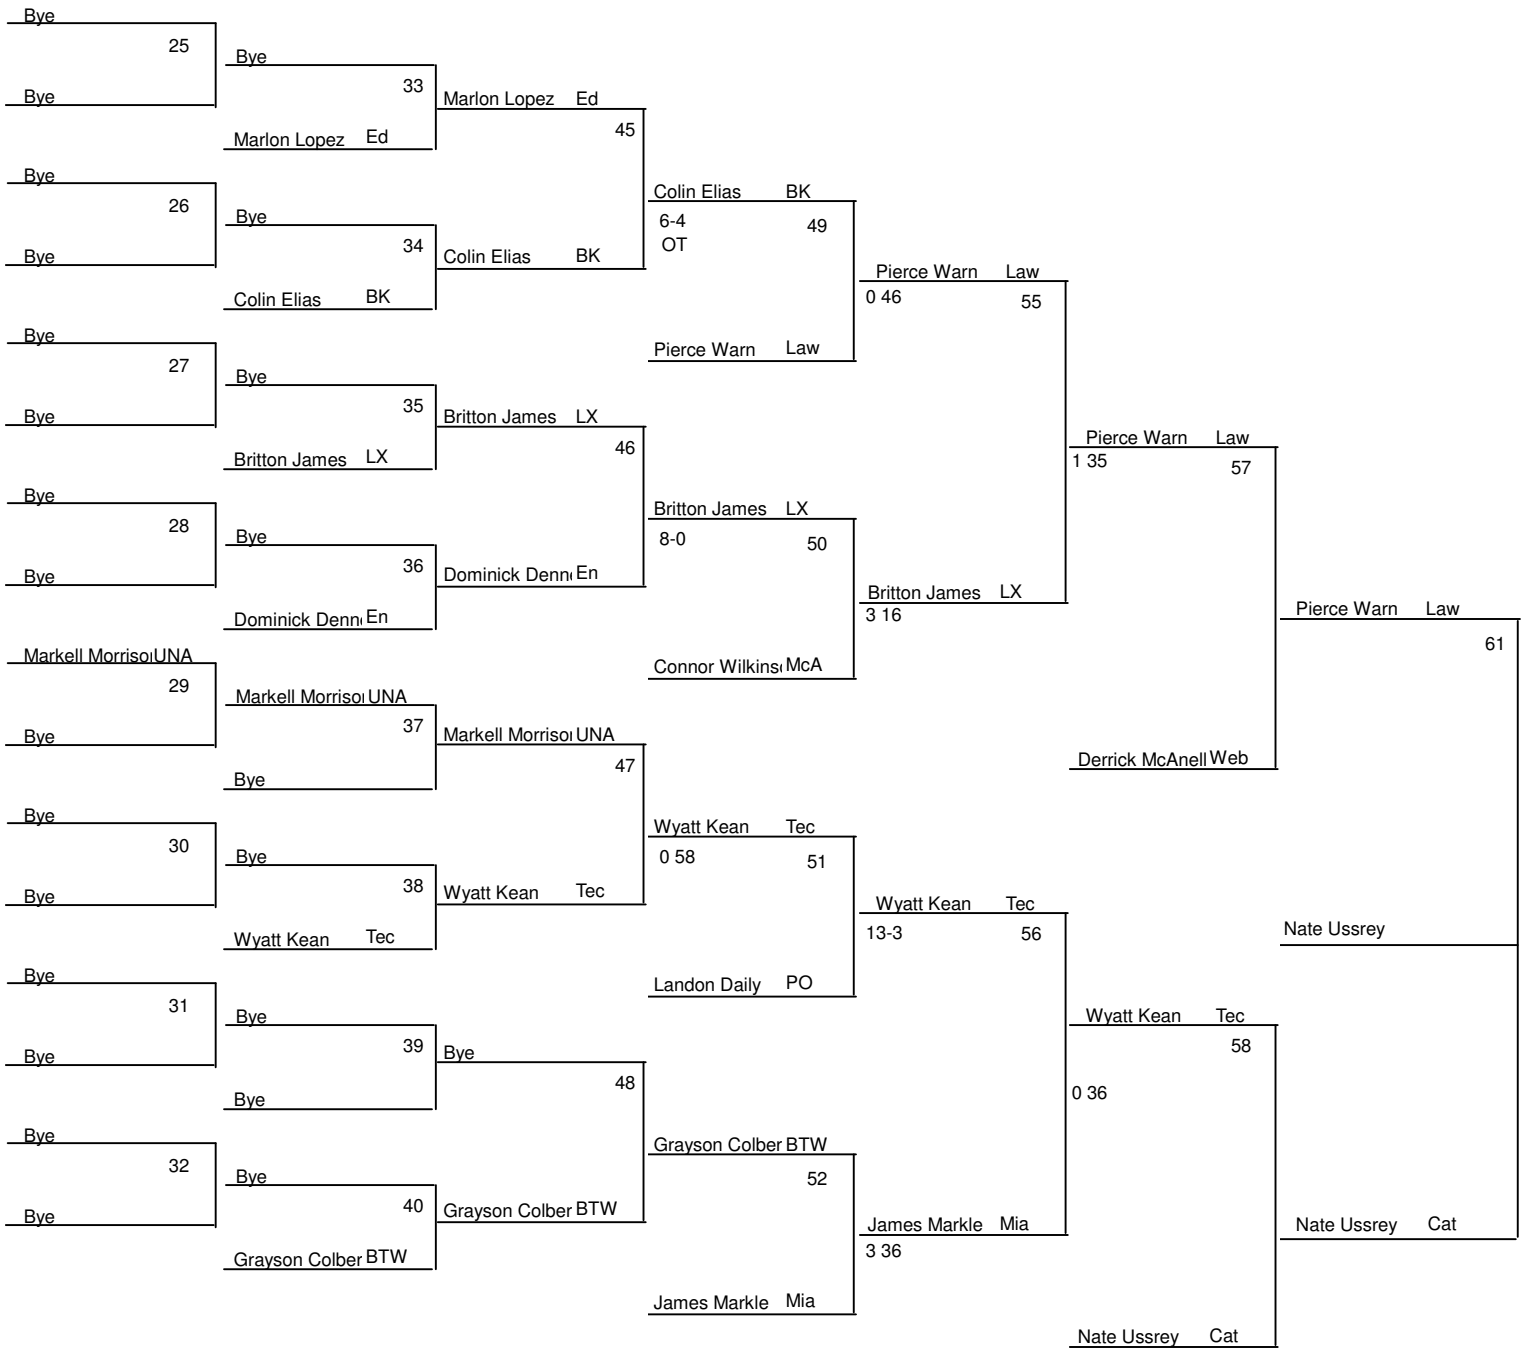 Bye
25
Bye
Bye
33
Marlon Lopez Ed
Marlon Lopez Ed
45
Bye
26
Bye
Bye
34
Colin Elias BK
Colin Elias BK
Colin Elias BK
6-4
OT
49
Pierce Warn Law
Pierce Warn Law
0 46
55
Bye
27
Bye
Bye
35
Britton James LX
Britton James LX
46
Bye
28
Bye
Bye
36
Dominick Denn En
Dominick Denn En
Britton James LX
8-0
50
Connor Wilkins McA
Britton James LX
3 16
Pierce Warn Law
1 35
57
Derrick McAnell Web
Pierce Warn Law
61
Markell Morriso UNA
29
Bye
Markell Morriso UNA
37
Bye
Markell Morriso UNA
47
Bye
30
Bye
Bye
38
Wyatt Kean Tec
Wyatt Kean Tec
Wyatt Kean Tec
0 58
51
Landon Daily PO
Wyatt Kean Tec
13-3
56
Bye
31
Bye
Bye
39
Bye
Bye
48
Bye
32
Bye
Bye
40
Grayson Colber BTW
Grayson Colber BTW
Grayson Colber BTW
52
James Markle Mia
James Markle Mia
3 36
Wyatt Kean Tec
58
0 36
Nate Ussrey Cat
Nate Ussrey Cat
Nate Ussrey